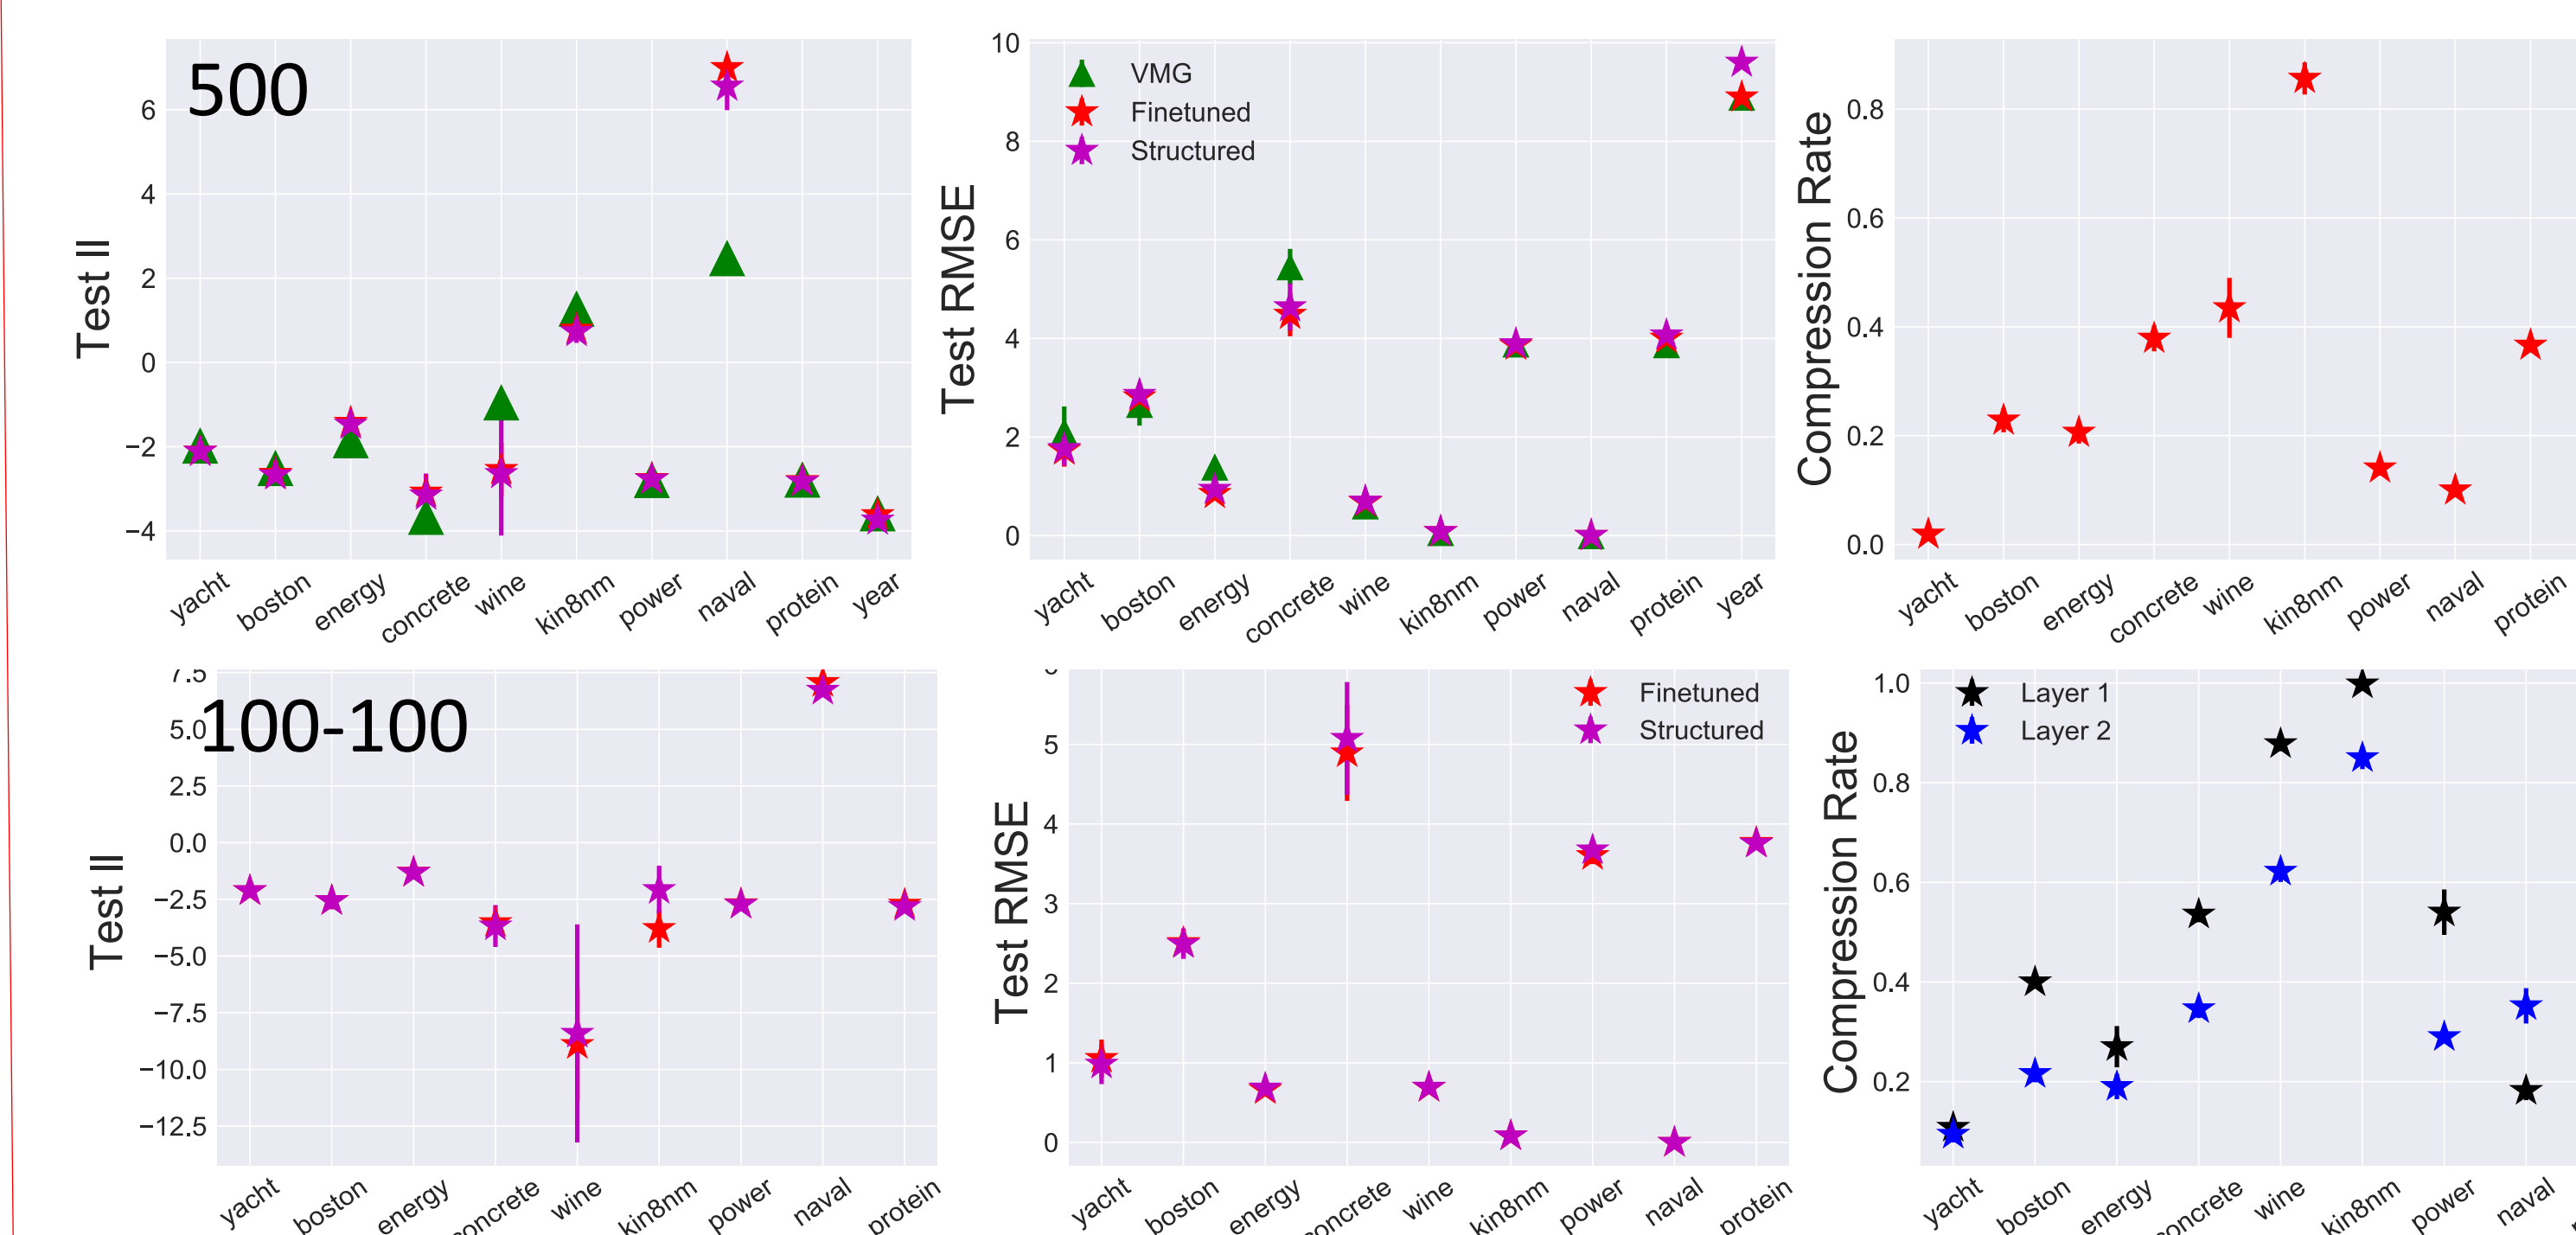 500
Test ll
6
4
2
0
−2
−4
yacht
boston
energy
concrete
wine
kin8nm
power
naval
protein
year
Test RMSE
10
8
6
4
2
0
VMG
Finetuned
Structured
yacht
boston
energy
concrete
wine
kin8nm
power
naval
protein
year
Compression Rate
0.8
0.6
0.4
0.2
0.0
yacht
boston
energy
concrete
wine
kin8nm
power
naval
protein
100-100
Test ll
7.5
5.0
2.5
0.0
−2.5
−5.0
−7.5
−10.0
−12.5
yacht
boston
energy
oncrete
wine
kin8nm
power
naval
protein
Test RMSE
5
4
3
2
1
0
Finetuned
Structured
yacht
boston
energy
oncrete
wine
kin8nm
power
naval
protein
Compression Rate
1.0
0.8
0.6
0.4
0.2
Layer 1
Layer 2
yacht
boston
energy
oncrete
wine
kin8nm
power
naval